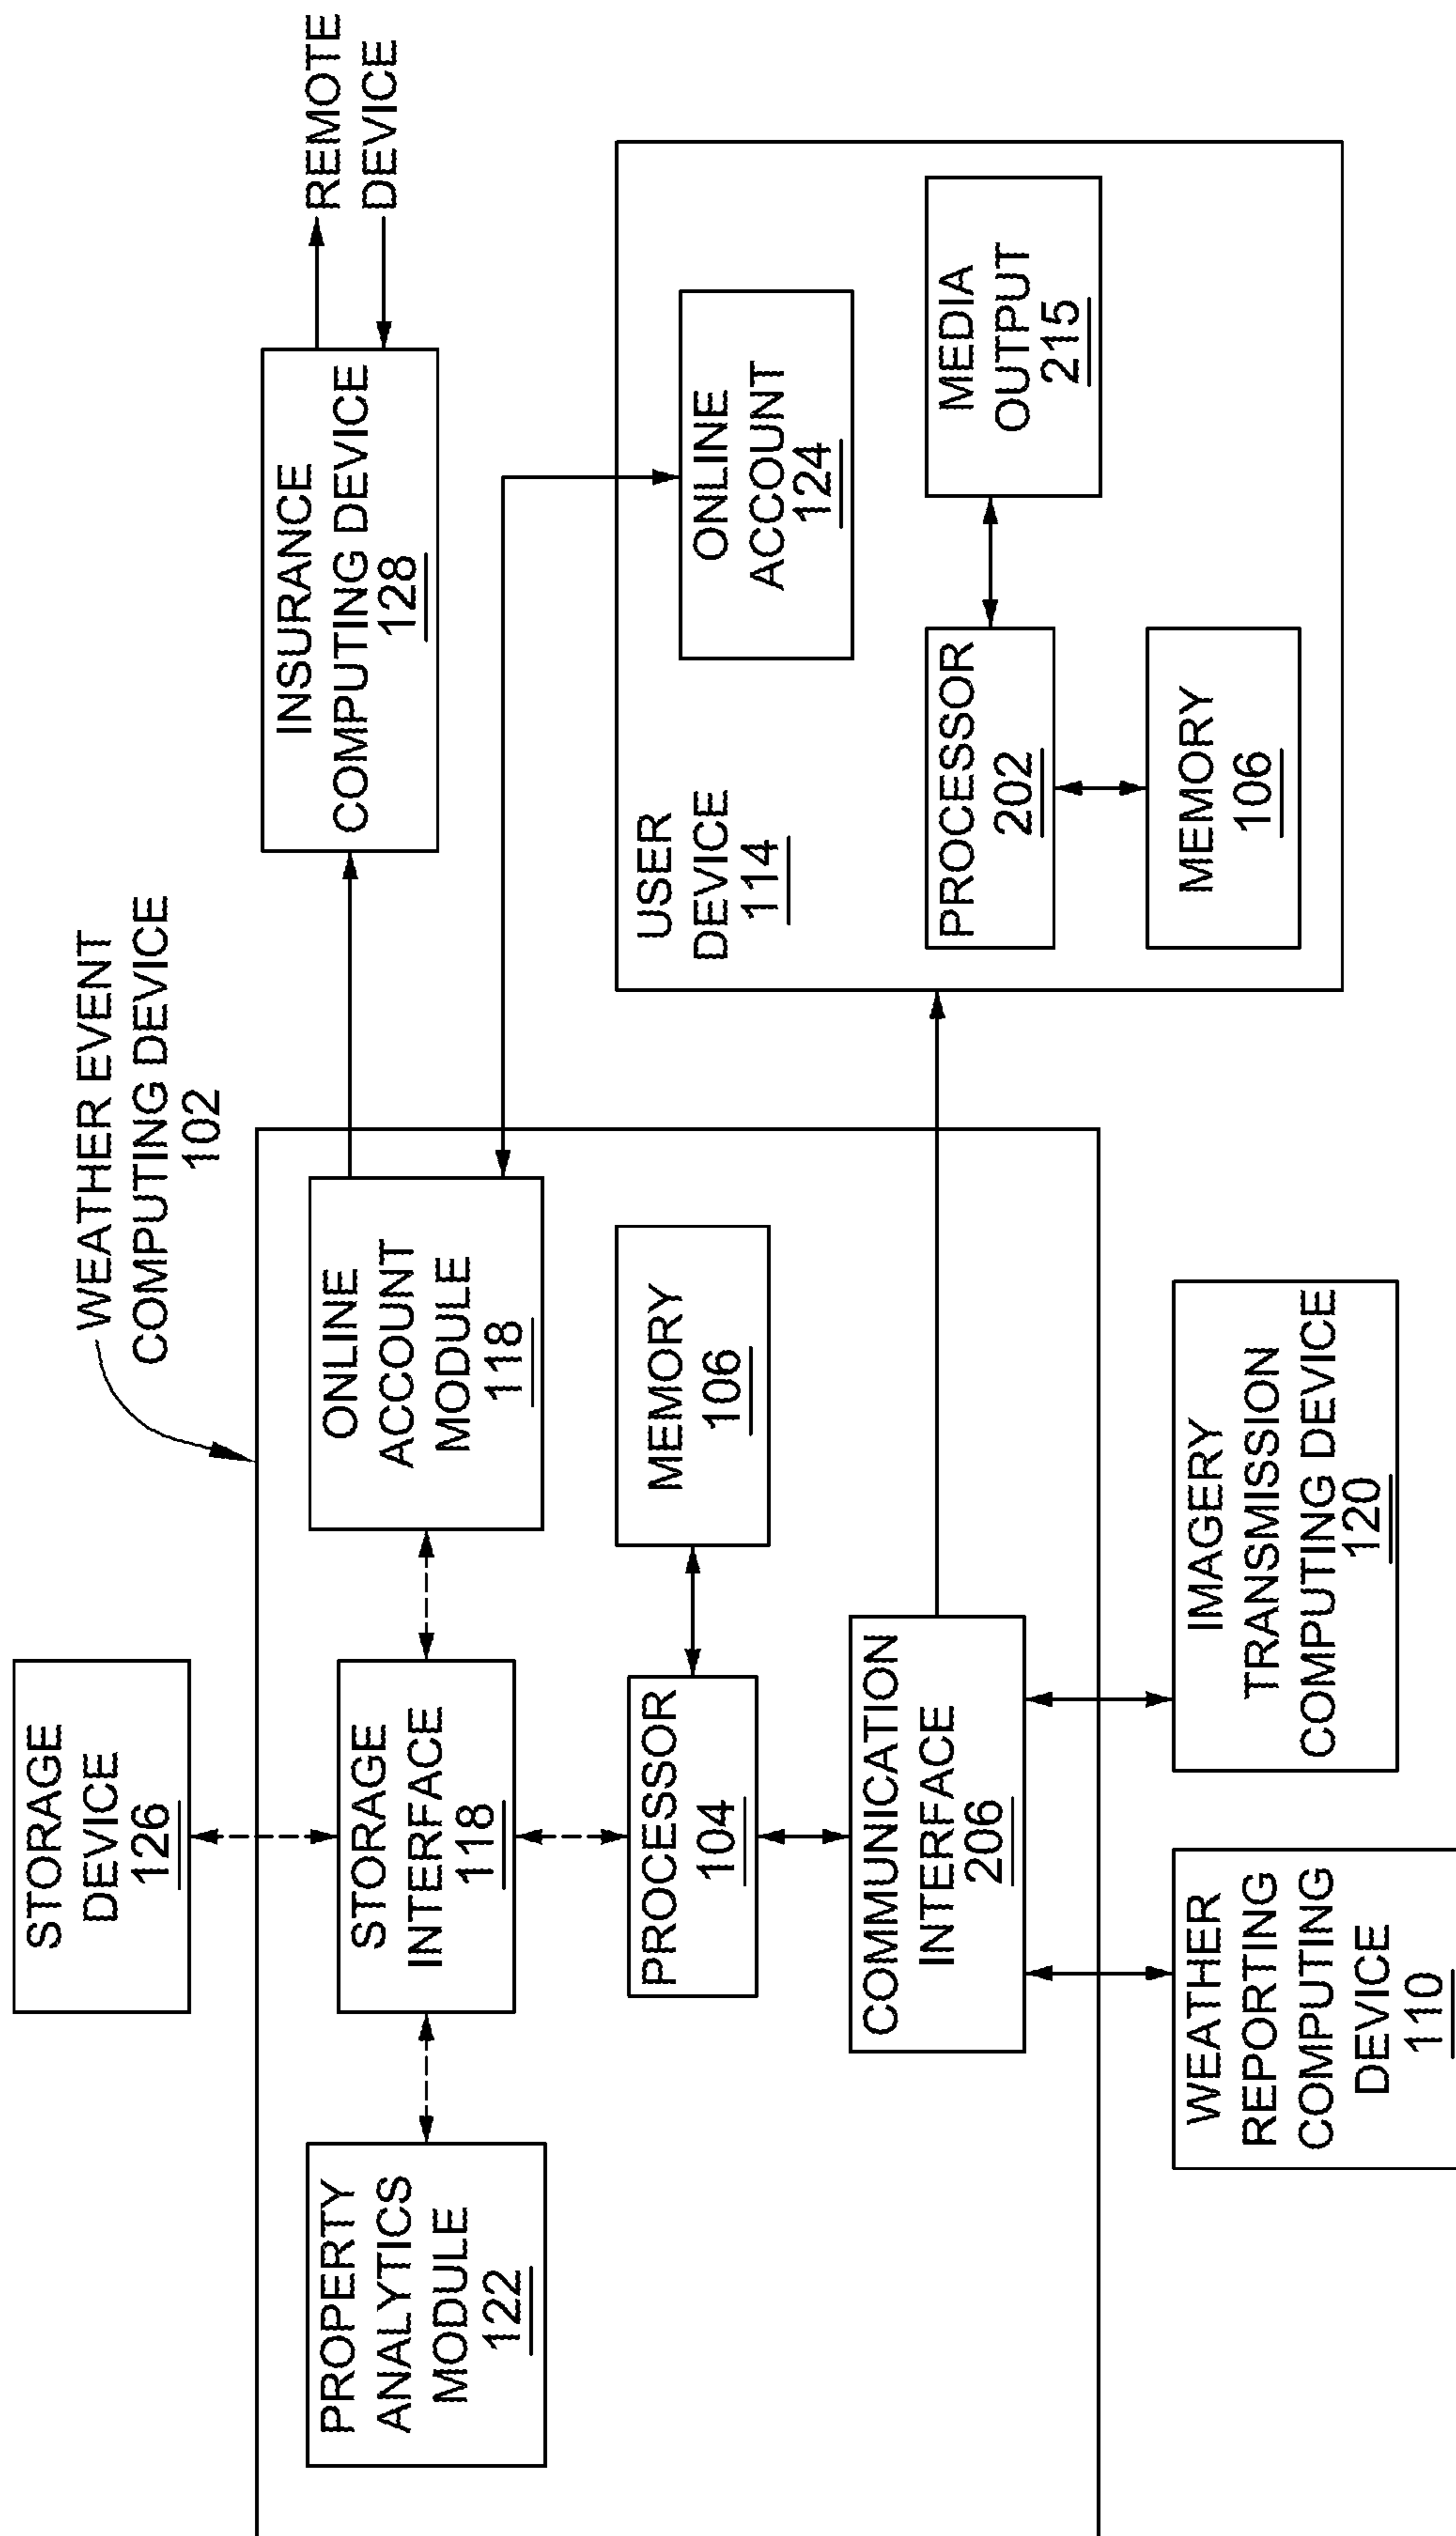 WEATHER EVENT
COMPUTING DEVICE
102
STORAGE
DEVICE
126
PROPERTY
ANALYTICS
MODULE
122
STORAGE
INTERFACE
118
ONLINE
ACCOUNT
MODULE
118
INSURANCE
COMPUTING DEVICE
128
REMOTE
DEVICE
PROCESSOR
104
MEMORY
106
COMMUNICATION
INTERFACE
206
WEATHER
REPORTING
COMPUTING
DEVICE
110
IMAGERY
TRANSMISSION
COMPUTING DEVICE
120
USER
DEVICE
114
ONLINE
ACCOUNT
124
PROCESSOR
202
MEDIA
OUTPUT
215
MEMORY
106